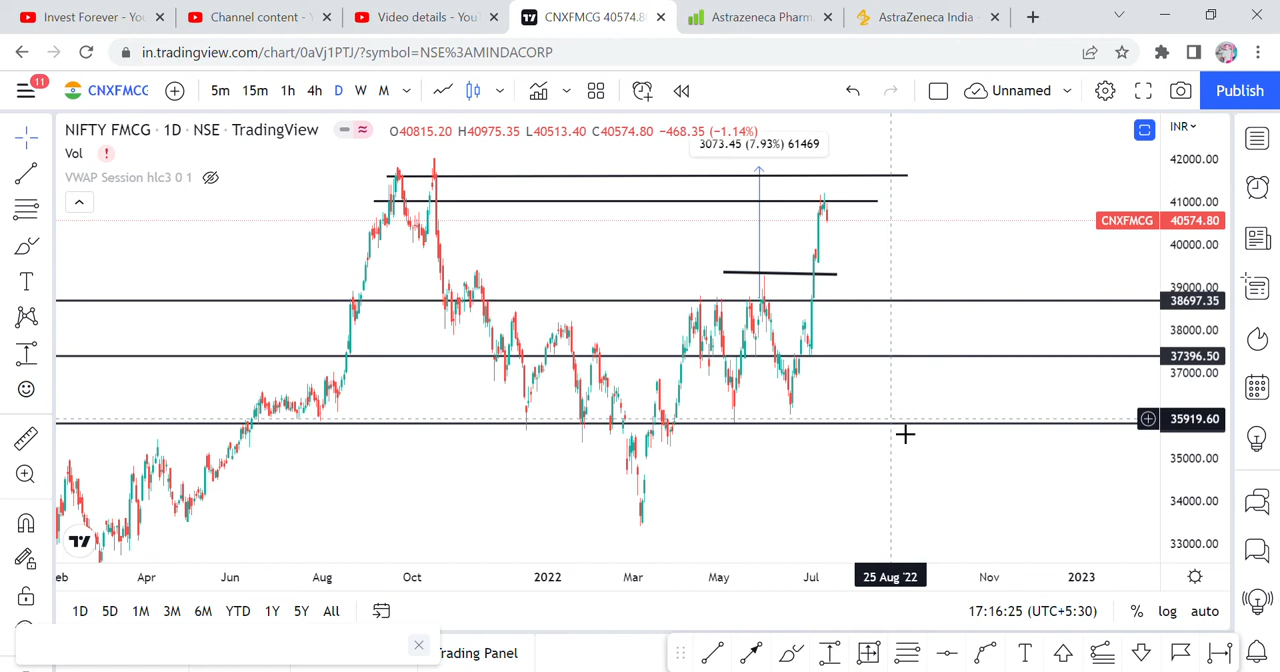 Invest Forever - Yo
Channel content - Y
Video details - You
CNXFMCG 40574.8
Astrazeneca Pharm
AstraZeneca India
in.tradingview.com/chart/0aVj1PTJ/?symbol=NSE%3AMINDACORP
11
CNXFMCG
5m 15m 1h 4h D W M
Unnamed
Publish
NIFTY FMCG • 1D • NSE • TradingView
O40815.20 H40975.35 L40513.40 C40574.80 −468.35 (−1.14%)
INR
Vol
3073.45 (7.93%) 61469
VWAP Session hlc3 0 1
42000.00
41000.00
CNXFMCG 40574.80
40000.00
39000.00
38697.35
38000.00
37396.50
37000.00
35919.60
35000.00
34000.00
33000.00
eb Apr Jun Aug Oct 2022 Mar May Jul 25 Aug '22 Nov 2023
1D 5D 1M 3M 6M YTD 1Y 5Y All
17:16:25 (UTC+5:30) % log auto
rading Panel